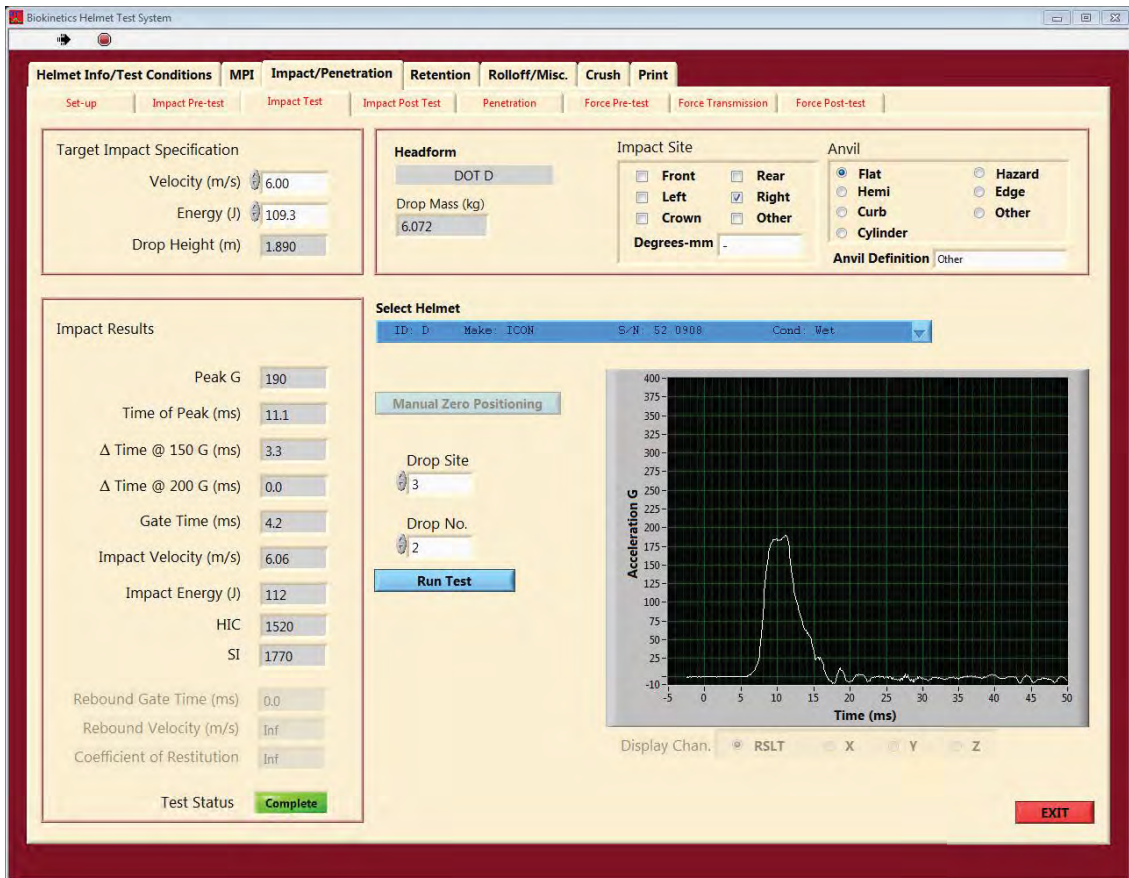 Biokinetics Helmet Test System
Helmet Info/Test Conditions MPI Impact/Penetration Retention Rolloff/Misc. Crush Print
Set-up Impact Pre-test Impact Test Impact Post Test Penetration Force Pre-test Force Transmission Force Post-test
Target Impact Specification
Velocity (m/s) 6.00
Energy (J) 109.3
Drop Height (m) 1.890
Headform
DOT D
Drop Mass (kg)
6.072
Impact Site
Front Rear
Left Right
Crown Other
Degrees-mm -
Anvil
Flat Hazard
Hemi Edge
Curb Other
Cylinder
Anvil Definition Other
Select Helmet
ID: D Make: ICON S/N: 52 0908 Cond: Wet
Impact Results
Peak G 190
Time of Peak (ms) 11.1
Δ Time @ 150 G (ms) 3.3
Δ Time @ 200 G (ms) 0.0
Gate Time (ms) 4.2
Impact Velocity (m/s) 6.06
Impact Energy (J) 112
HIC 1520
SI 1770
Rebound Gate Time (ms) 0.0
Rebound Velocity (m/s) Inf
Coefficient of Restitution Inf
Test Status Complete
Manual Zero Positioning
Drop Site
3
Drop No.
2
Run Test
Acceleration G
400
375
350
325
300
275
250
225
200
175
150
125
100
75
50
25
-10
-5 0 5 10 15 20 25 30 35 40 45 50
Time (ms)
Display Chan. RSLT X Y Z
EXIT